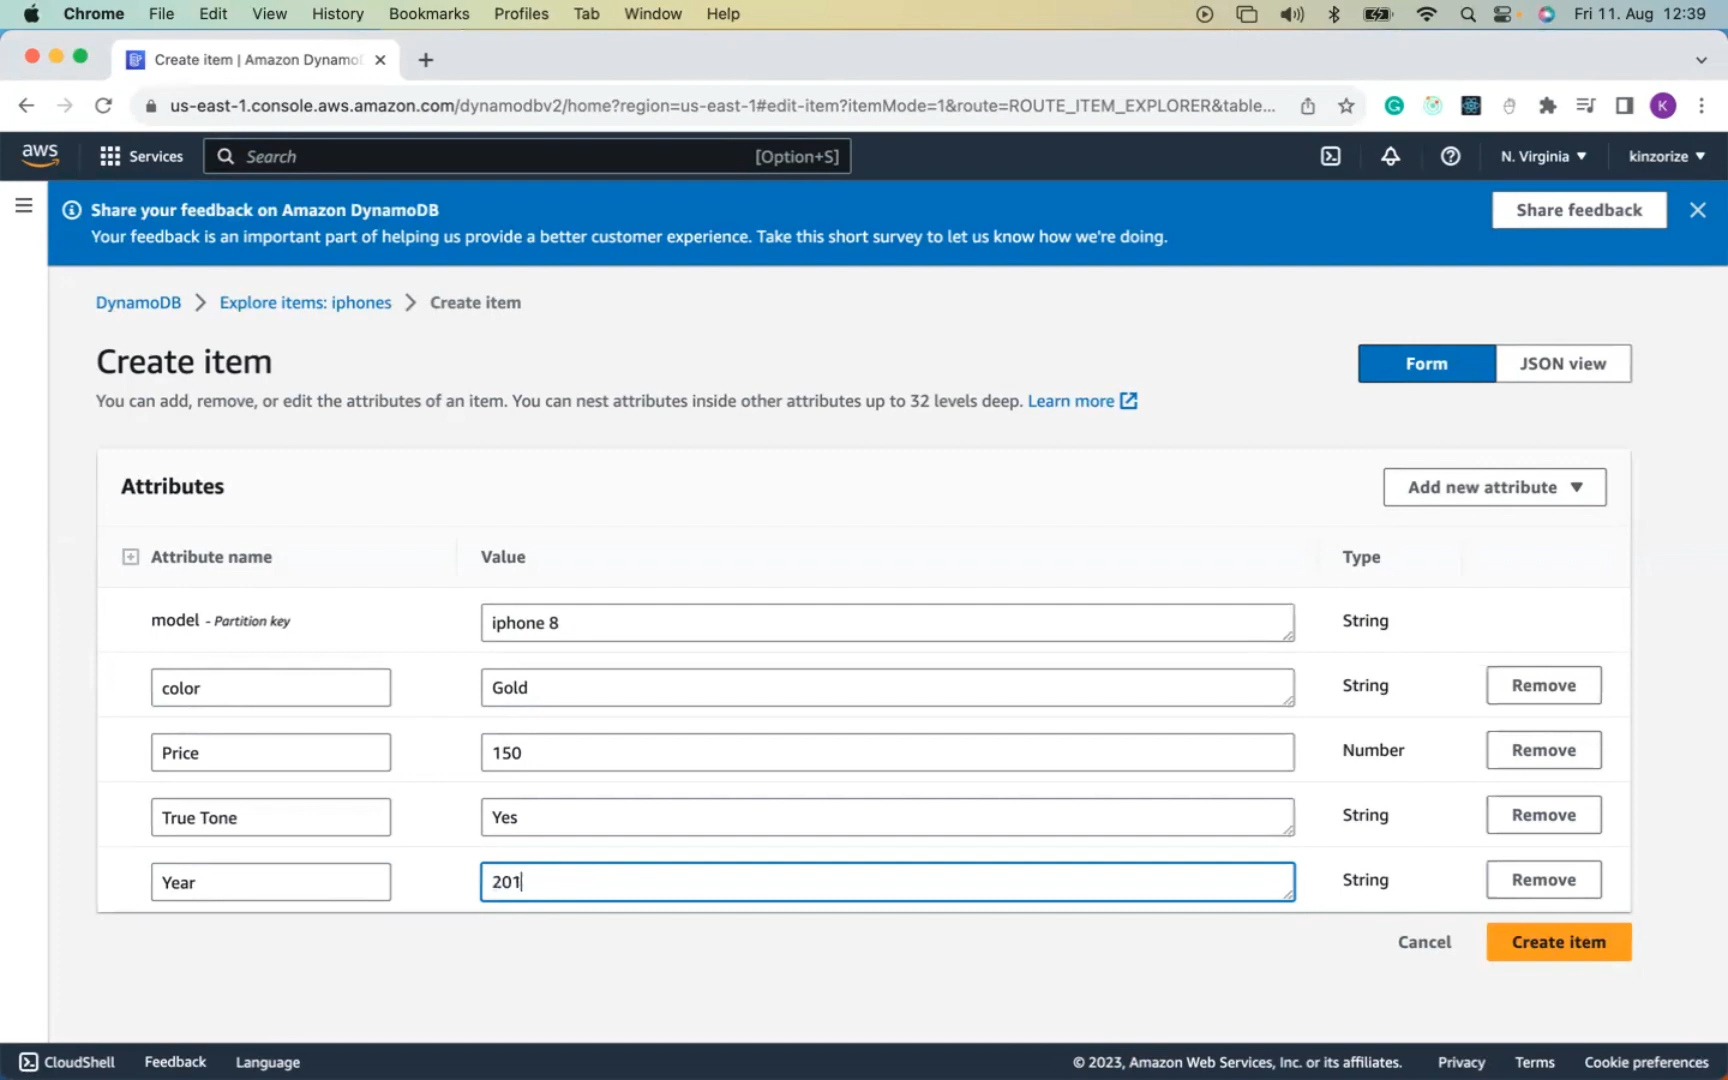 Chrome File Edit View History Bookmarks Profiles Tab Window Help Fri 11. Aug 12:39
Create item | Amazon Dynamo
us-east-1.console.aws.amazon.com/dynamodbv2/home?region=us-east-1#edit-item?itemMode=1&route=ROUTE_ITEM_EXPLORER&table... K
aws Services Search [Option+S] N. Virginia kinzorize
Share your feedback on Amazon DynamoDB Share feedback
Your feedback is an important part of helping us provide a better customer experience. Take this short survey to let us know how we're doing.
DynamoDB Explore items: iphones Create item
Create item Form JSON view
You can add, remove, or edit the attributes of an item. You can nest attributes inside other attributes up to 32 levels deep. Learn more
Attributes Add new attribute
Attribute name Value Type
model - Partition key iphone 8 String
color Gold String Remove
Price 150 Number Remove
True Tone Yes String Remove
Year 201 String Remove
Cancel Create item
CloudShell Feedback Language © 2023, Amazon Web Services, Inc. or its affiliates. Privacy Terms Cookie preferences